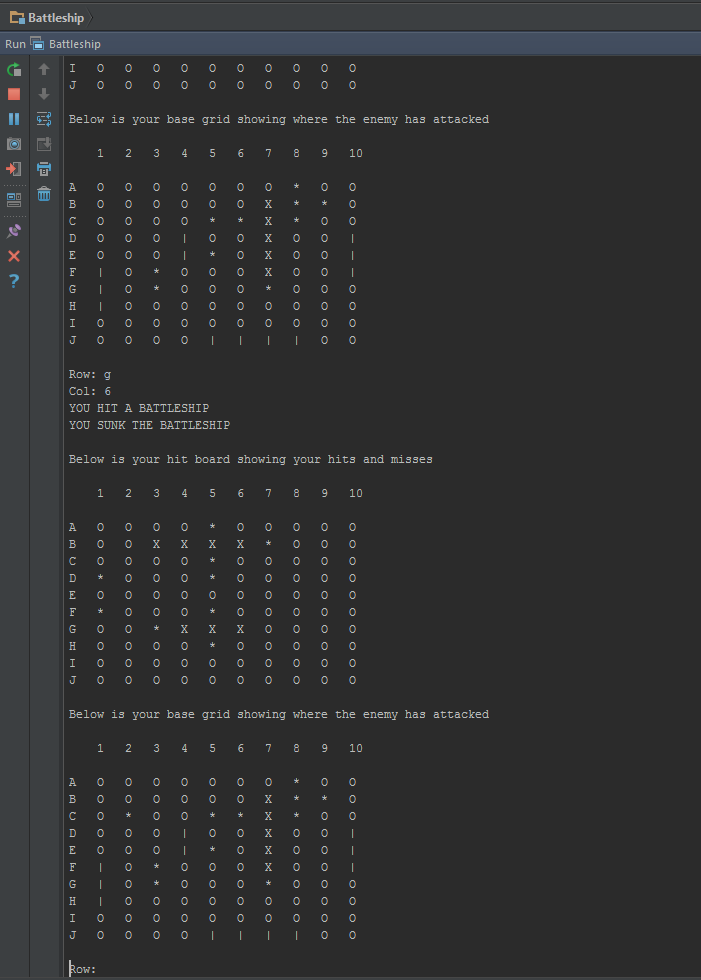 Battleship
Run Battleship
I O O O O O O O O O O
J O O O O O O O O O O
Below is your base grid showing where the enemy has attacked
1 2 3 4 5 6 7 8 9 10
A O O O O O O O * O O
B O O O O O O X * * O
C O O O O * * X * O O
D O O O | O O X O O |
E O O O | * O X O O |
F | O * O O O X O O |
G | O * O O O * O O O
H | O O O O O O O O O
I O O O O O O O O O O
J O O O O | | | | O O
Row: g
Col: 6
YOU HIT A BATTLESHIP
YOU SUNK THE BATTLESHIP
Below is your hit board showing your hits and misses
1 2 3 4 5 6 7 8 9 10
A O O O O * O O O O O
B O O X X X X * O O O
C O O O O * O O O O O
D * O O O * O O O O O
E O O O O O O O O O O
F * O O O * O O O O O
G O O * X X X O O O O
H O O O O * O O O O O
I O O O O O O O O O O
J O O O O O O O O O O
Below is your base grid showing where the enemy has attacked
1 2 3 4 5 6 7 8 9 10
A O O O O O O O * O O
B O O O O O O X * * O
C O * O O * * X * O O
D O O O | O O X O O |
E O O O | * O X O O |
F | O * O O O X O O |
G | O * O O O * O O O
H | O O O O O O O O O
I O O O O O O O O O O
J O O O O | | | | O O
Row: